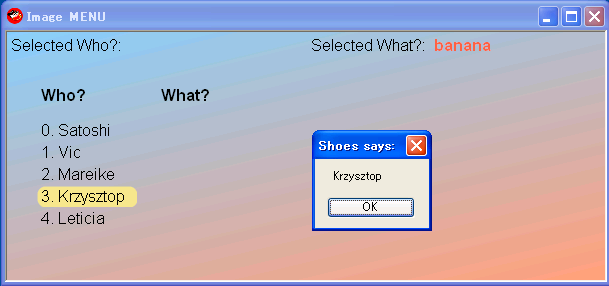 Image MENU
Selected Who?: Selected What?: banana
Who? What?
0. Satoshi
1. Vic
2. Mareike
3. Krzysztop
4. Leticia
Shoes says:
Krzysztop
OK